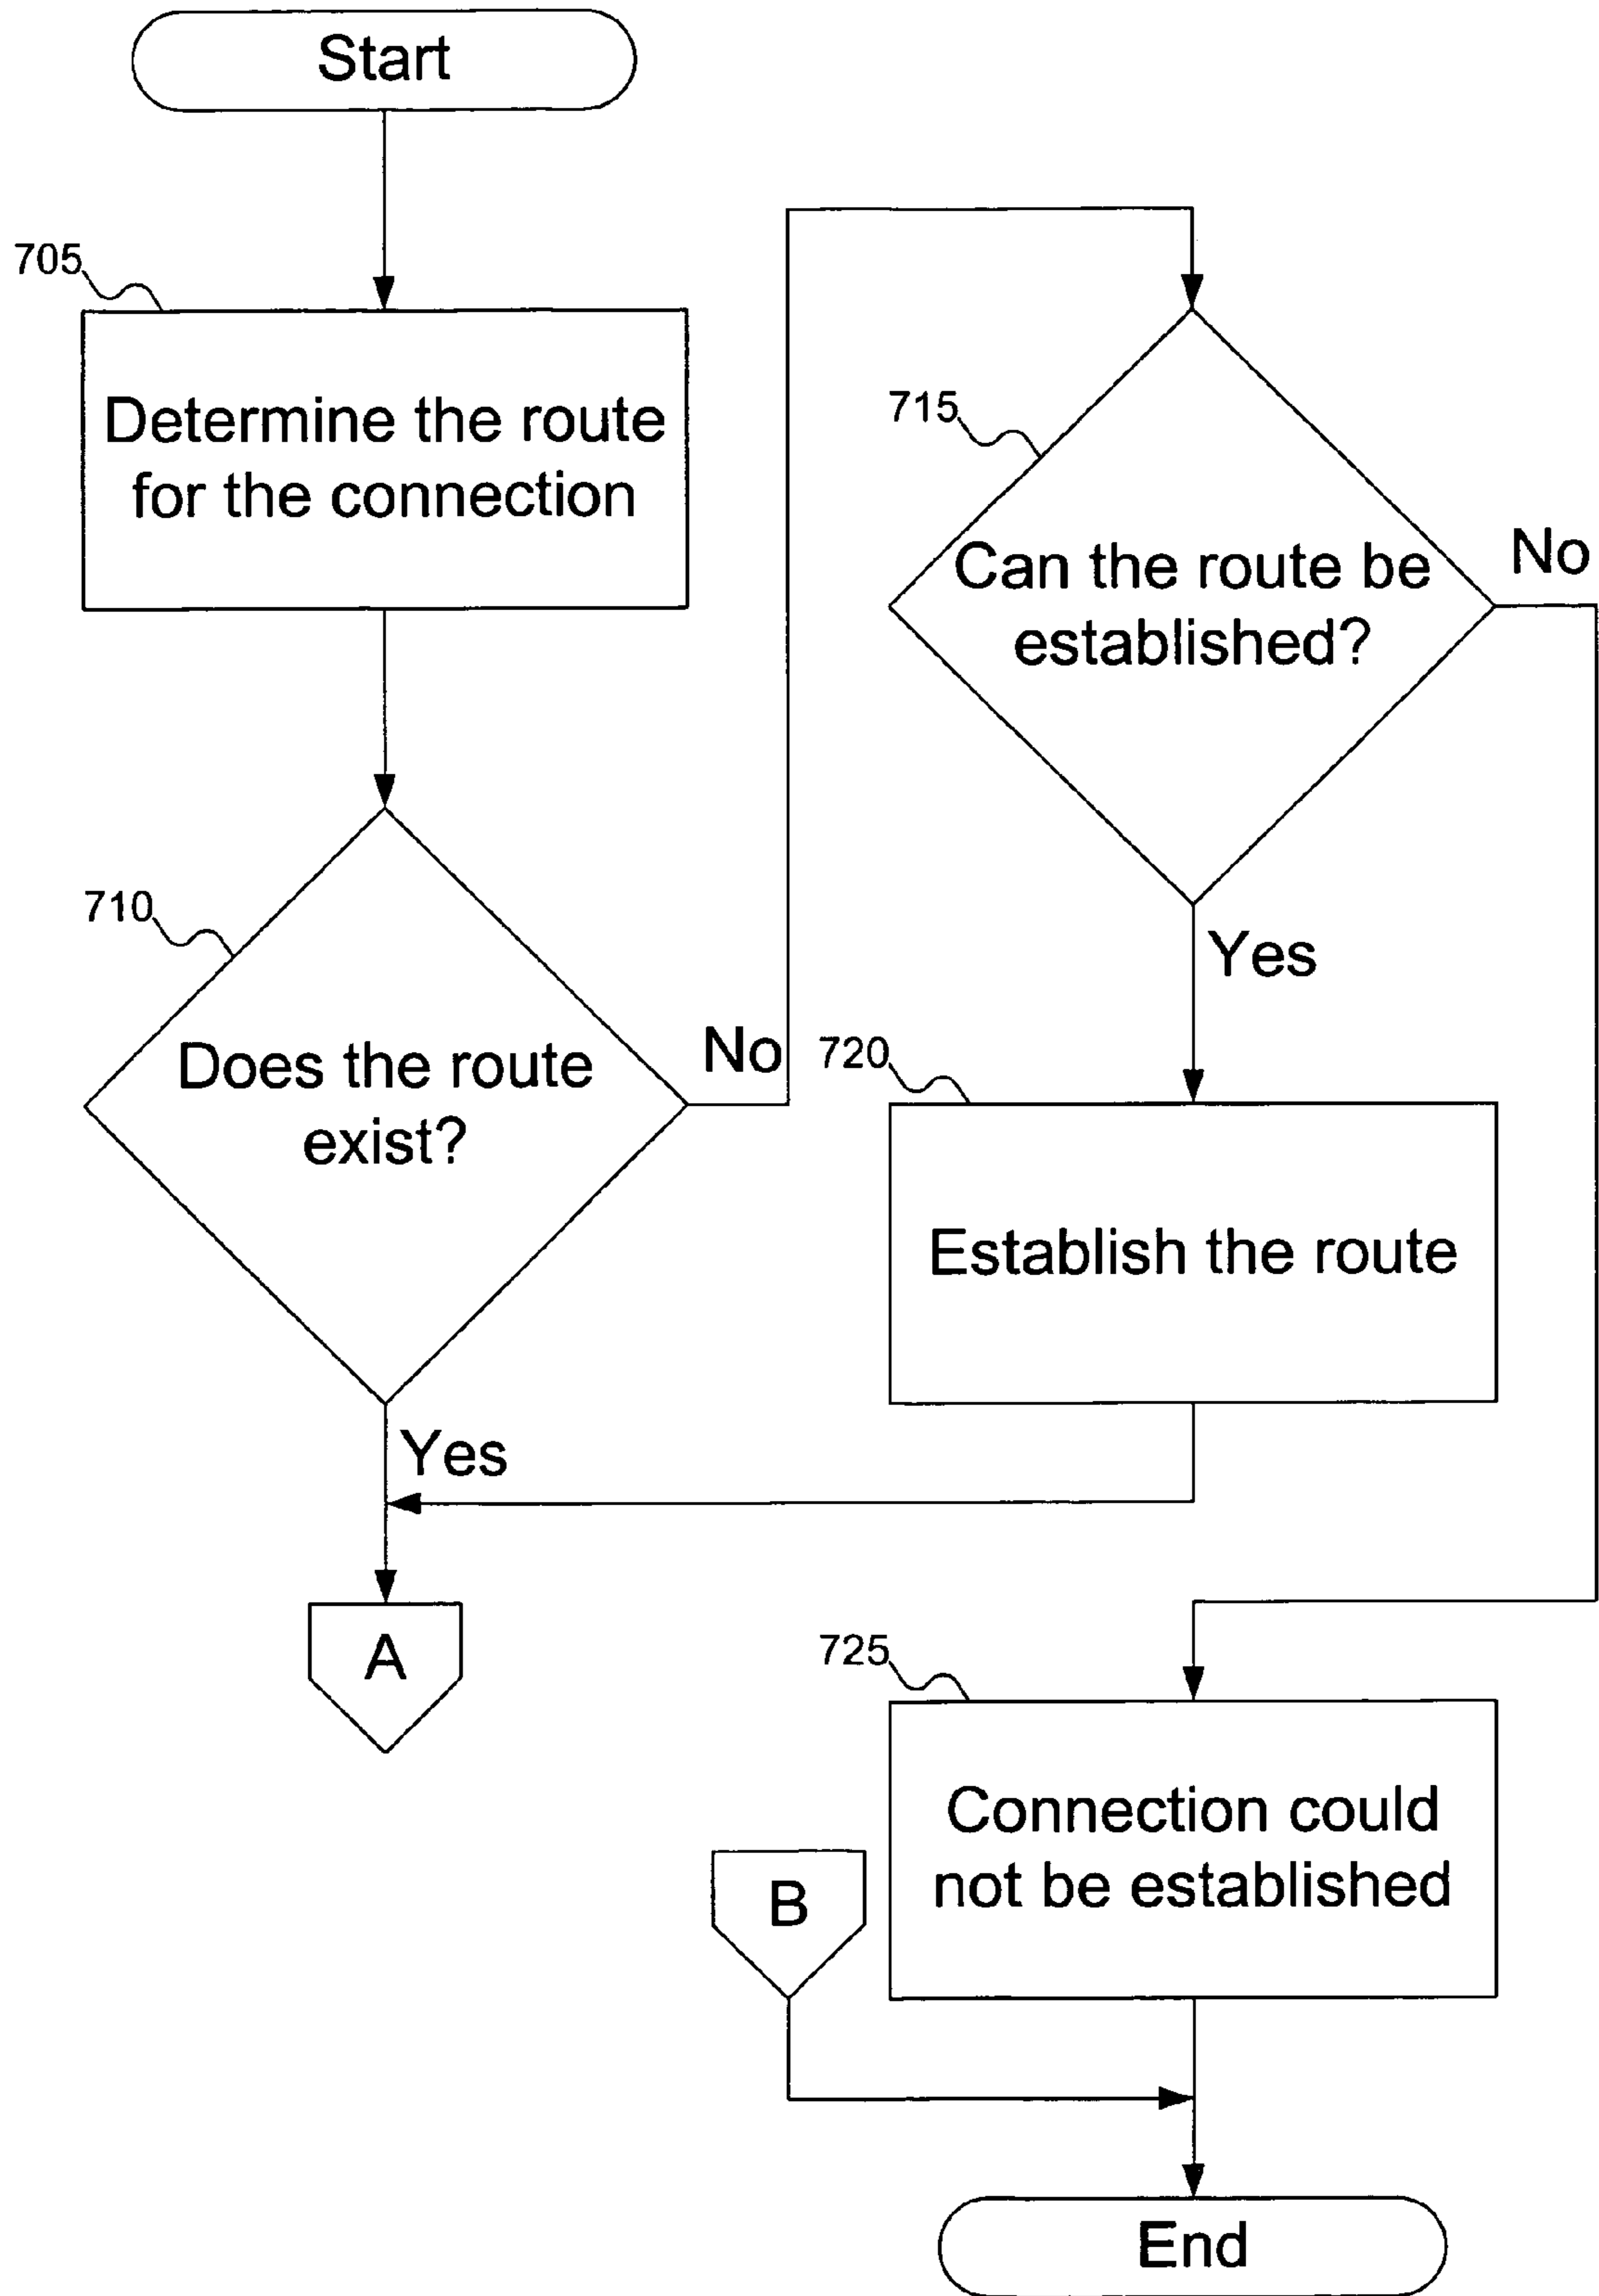 Start
705
Determine the route
for the connection
710
Does the route
exist?
No
Yes
A
715
Can the route be
established?
No
Yes
720
Establish the route
725
Connection could
not be established
B
End